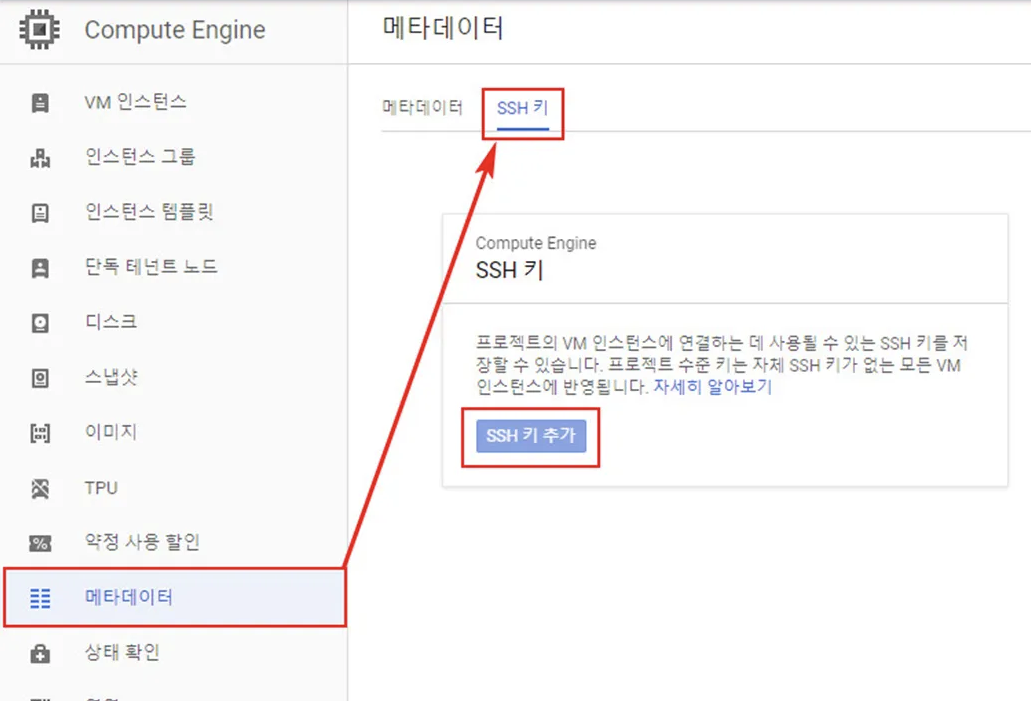 Compute Engine
메타데이터
VM 인스턴스
인스턴스 그룹
인스턴스 템플릿
단독 테넌트 노드
디스크
스냅샷
이미지
TPU
약정 사용 할인
메타데이터
상태 확인
메타데이터
SSH 키
Compute Engine
SSH 키
프로젝트의 VM 인스턴스에 연결하는 데 사용될 수 있는 SSH 키를 저
장할 수 있습니다. 프로젝트 수준 키는 자체 SSH 키가 없는 모든 VM
인스턴스에 반영됩니다. 자세히 알아보기
SSH 키 추가